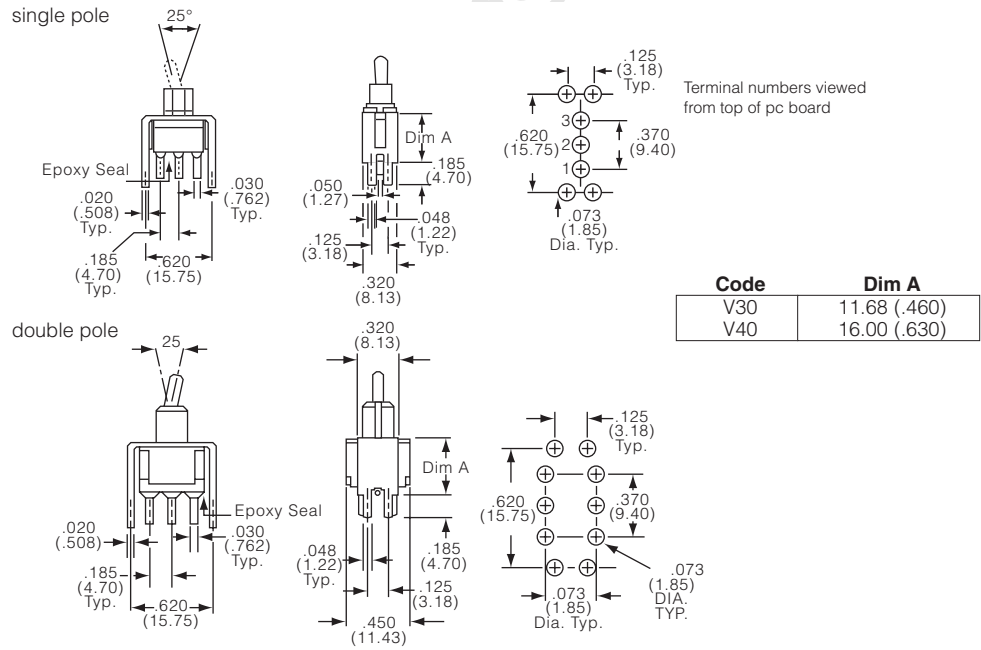 single pole
25°
Epoxy Seal
.020
(.508)
Typ.
.030
(.762)
Typ.
.185
(4.70)
Typ.
.620
(15.75)
Dim A
.185
(4.70)
.050
(1.27)
.048
(1.22)
Typ.
.125
(3.18)
.320
(8.13)
.125
(3.18)
Typ.
3
2
1
.620
(15.75)
.370
(9.40)
.073
(1.85)
Dia. Typ.
Terminal numbers viewed
from top of pc board
Code Dim A
V30 11.68 (.460)
V40 16.00 (.630)
double pole
25
Epoxy Seal
.020
(.508)
.030
(.762)
Typ.
.185
(4.70)
Typ.
.620
(15.75)
.320
(8.13)
Dim A
.048
(1.22)
Typ.
.185
(4.70)
.125
(3.18)
.450
(11.43)
.125
(3.18)
Typ.
.620
(15.75)
.370
(9.40)
.073
(1.85)
Dia. Typ.
.073
(1.85)
DIA.
TYP.